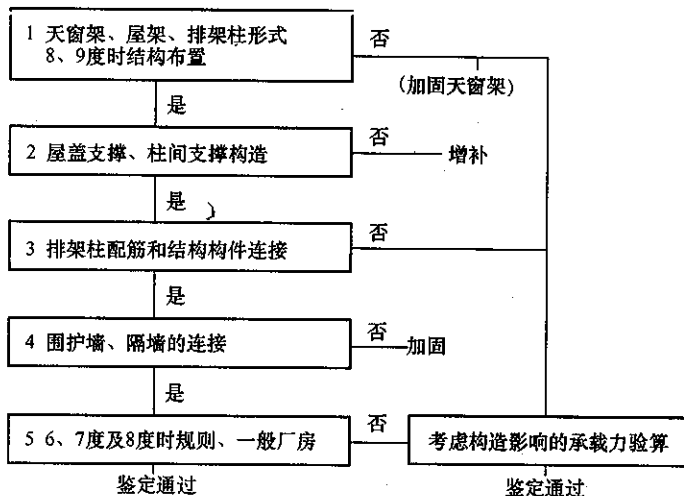 1 天窗架、屋架、排架柱形式
8、9度时结构布置
否
(加固天窗架)
是
2 屋盖支撑、柱间支撑构造
否
增补
是
3 排架柱配筋和结构构件连接
否
是
4 围护墙、隔墙的连接
否
加固
是
5 6、7度及8度时规则、一般厂房
否
考虑构造影响的承载力验算
鉴定通过
鉴定通过